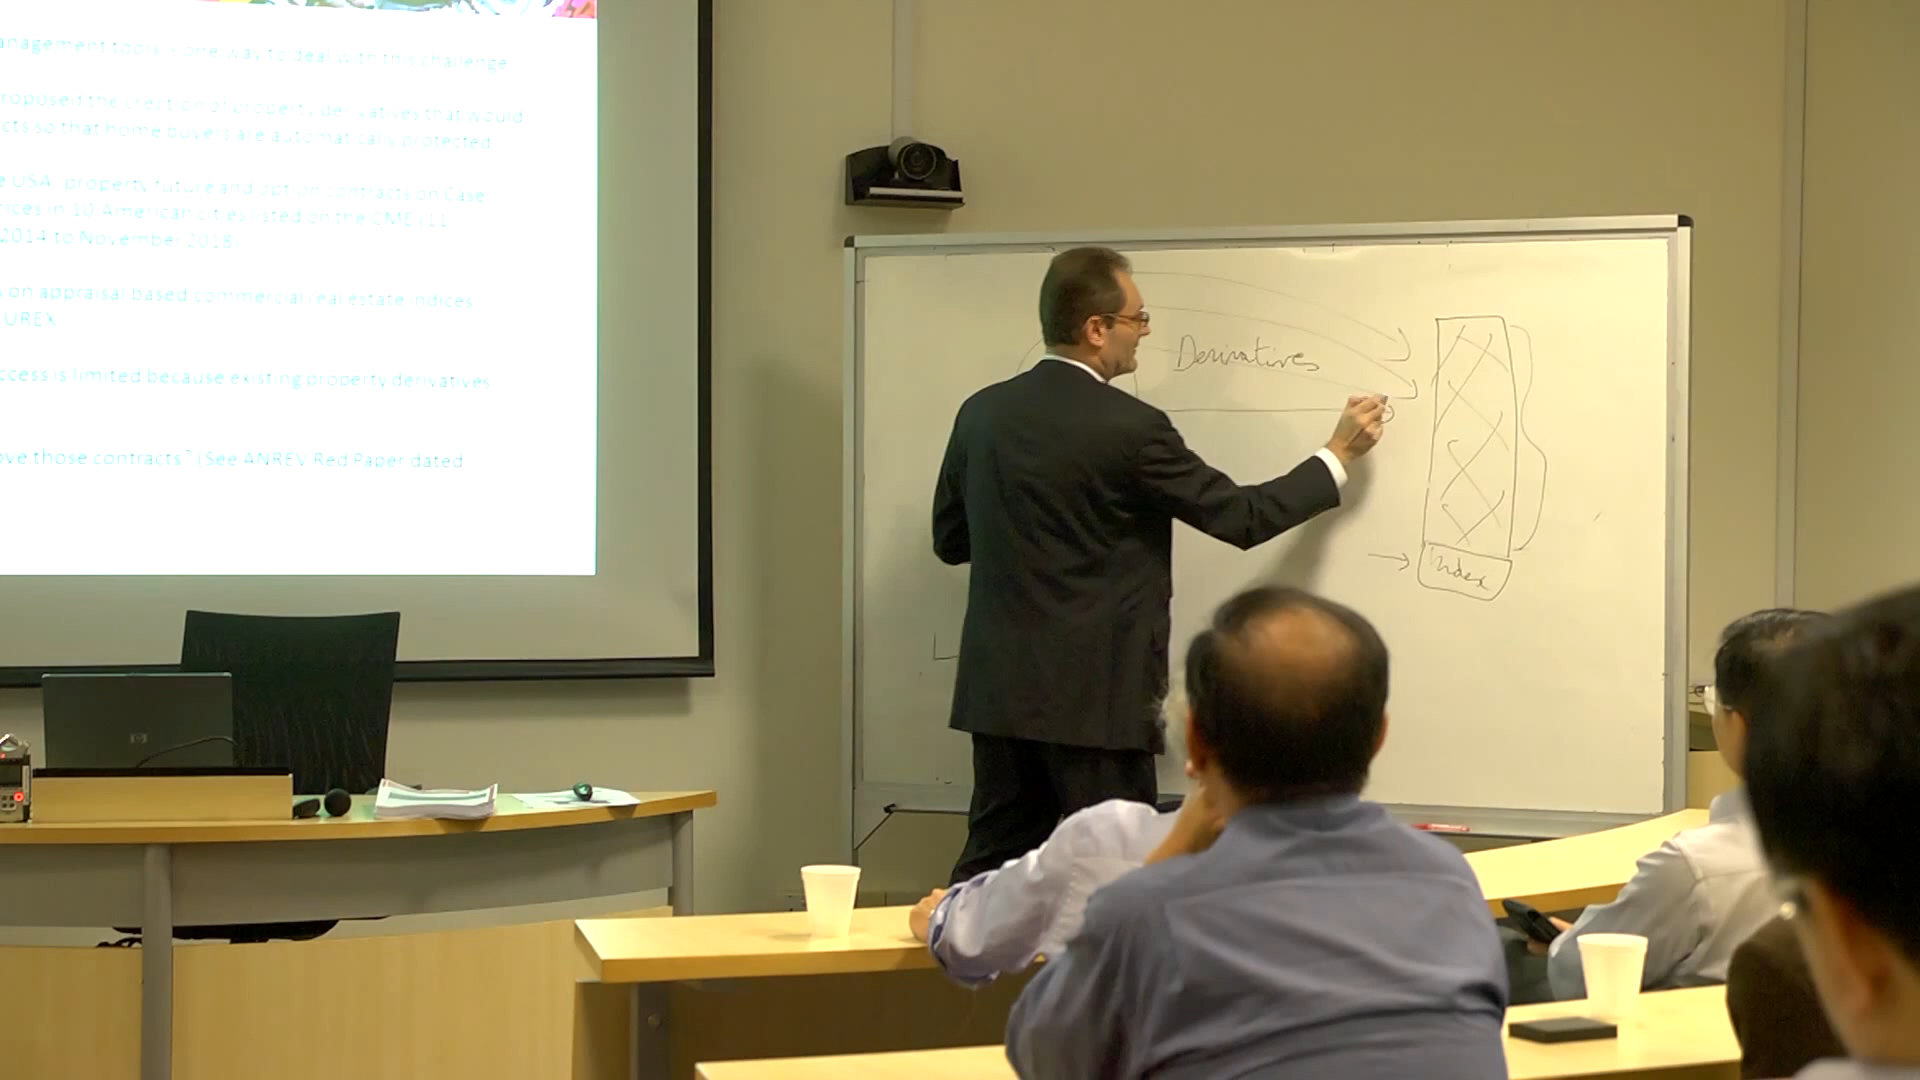 anagement tools is one way to deal with this challenge
roposed the creation of property derivatives that would
cts so that home buyers are automatically protected
e USA, property future and option contracts on Case
rices in 10 American cities listed on the CME (11
2014 to November 2018)
s on appraisal based commercial real estate indices
UREX
ccess is limited because existing property derivatives
ove those contracts" (See ANREV Red Paper dated
Derivatives
Index
hp